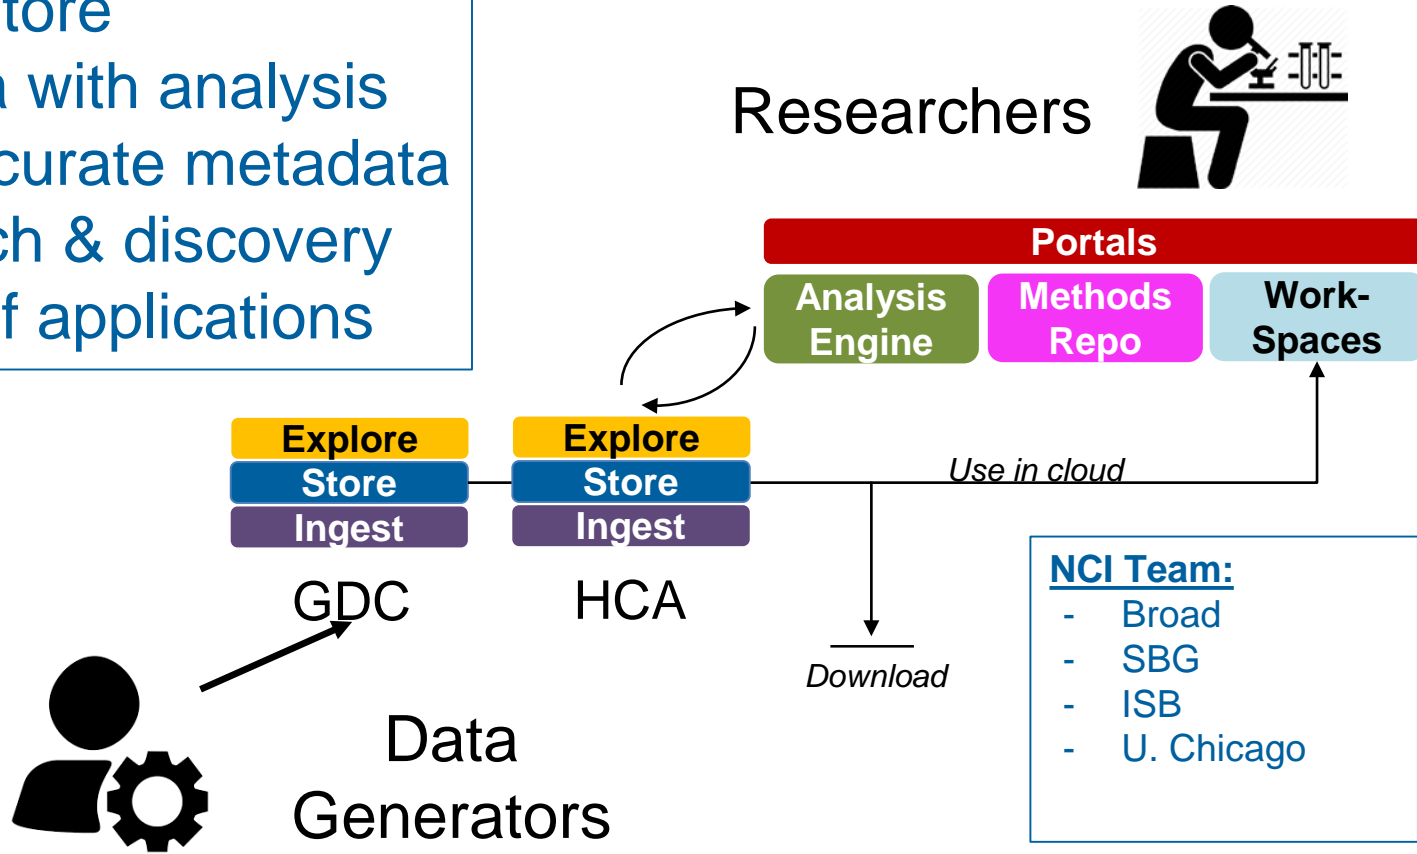 tore
a with analysis
curate metadata
ch & discovery
f applications
Researchers
Portals
Analysis
Engine
Methods
Repo
Work-
Spaces
Explore
Store
Ingest
GDC
Explore
Store
Ingest
HCA
Use in cloud
Download
NCI Team:
- Broad
- SBG
- ISB
- U. Chicago
Data
Generators